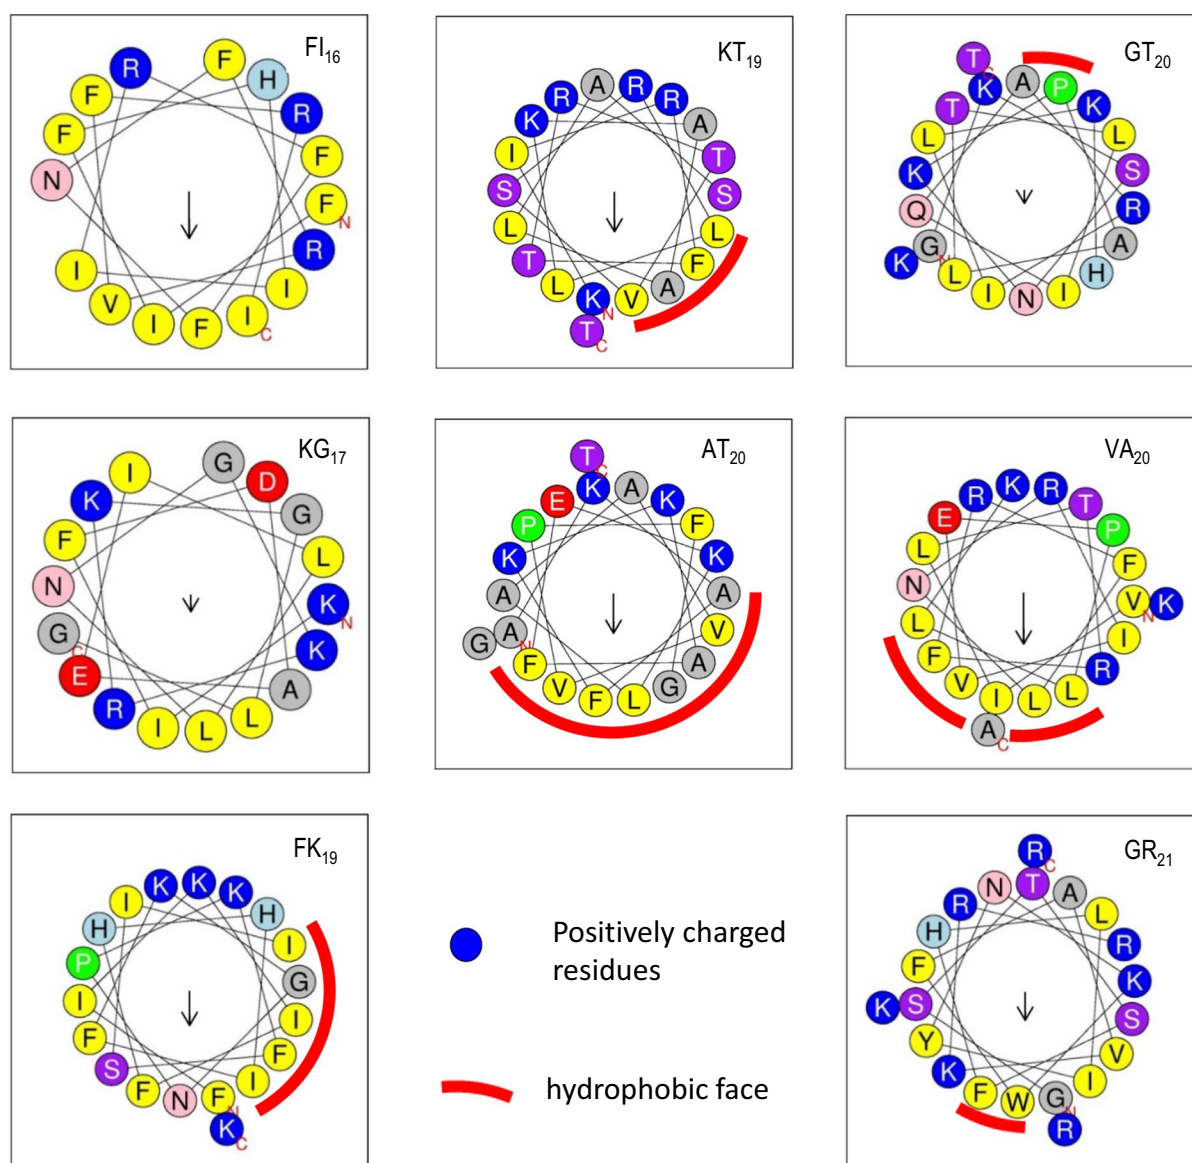 FI16
F H R F F N R I I C F I V I N F F R
KT19
A R R A T S L F A V K N T C L T L S I K R
GT20
T C K A P K L S R A H I N I L G N K Q K L T
KG17
G D G L K N K A L L I R E G C N F K I
AT20
T C K A K F K A V A G L F V F A N G A K P E
VA20
K R T P F V N K I R L L I A C V F L N L E R
FK19
K K H I G I F I F N K C N F S F I P H I K
Positively charged
residues
hydrophobic face
GR21
R C T A L R K S V I G N R W F K Y S K F H R N